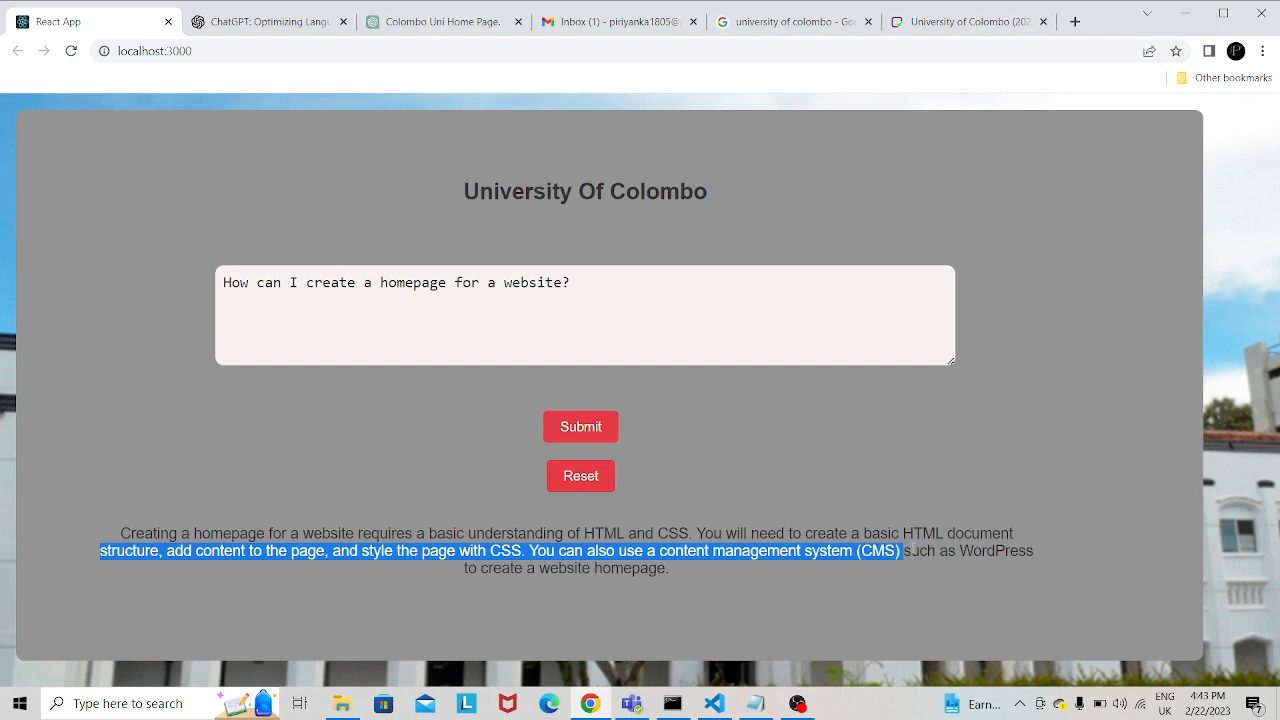 React App
ChatGPT: Optimizing Langu
Colombo Uni Home Page.
Inbox (1) - piriyanka1805@
university of colombo - Goo
University of Colombo (202
localhost:3000
Other bookmarks
University Of Colombo
How can I create a homepage for a website?
Submit
Reset
Creating a homepage for a website requires a basic understanding of HTML and CSS. You will need to create a basic HTML document
structure, add content to the page, and style the page with CSS. You can also use a content management system (CMS) such as WordPress
to create a website homepage.
Type here to search
Earn...
ENG
UK
4:43 PM
2/22/2023